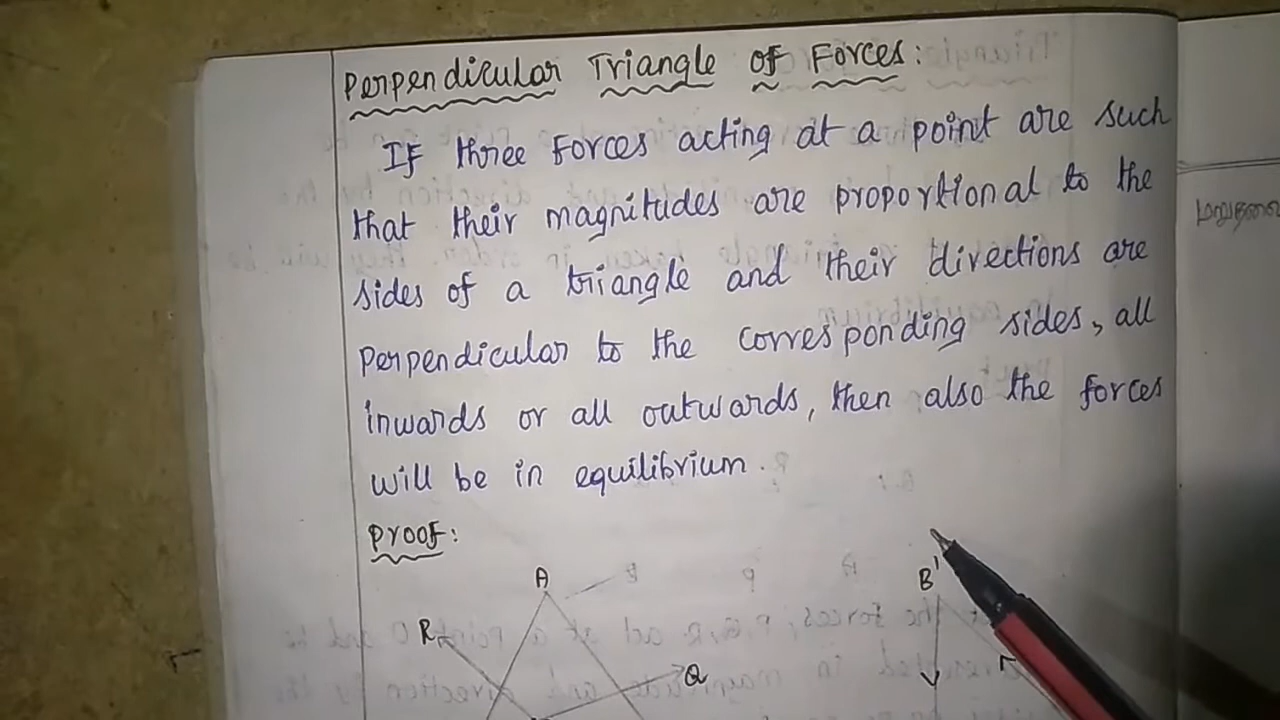 Perpendicular Triangle of Forces:
If three Forces acting at a point are such
that their magnitudes are proportional to the
sides of a triangle and their directions are
perpendicular to the corresponding sides, all
inwards or all outwards, then also the forces
will be in equilibrium.
Proof:
A
B'
R
Q
மறுதலை